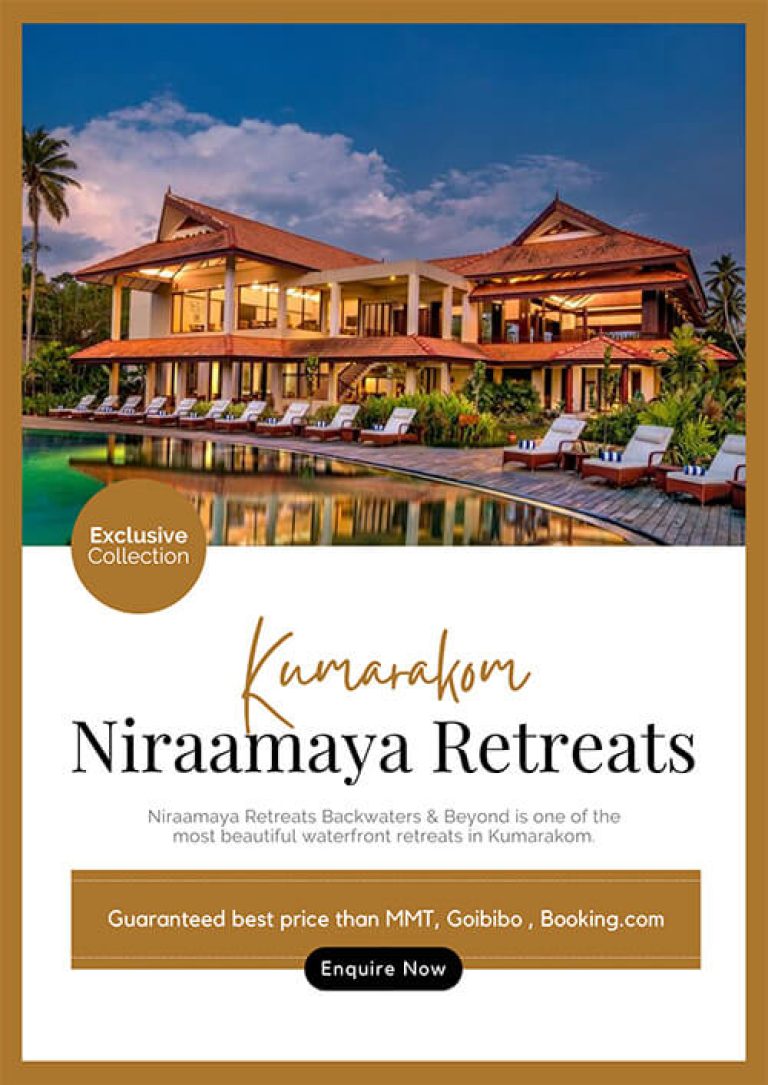 Exclusive
Collection
Kumarakom
Niraamaya Retreats
Niraamaya Retreats Backwaters & Beyond is one of the
most beautiful waterfront retreats in Kumarakom.
Guaranteed best price than MMT, Goibibo , Booking.com
Enquire Now